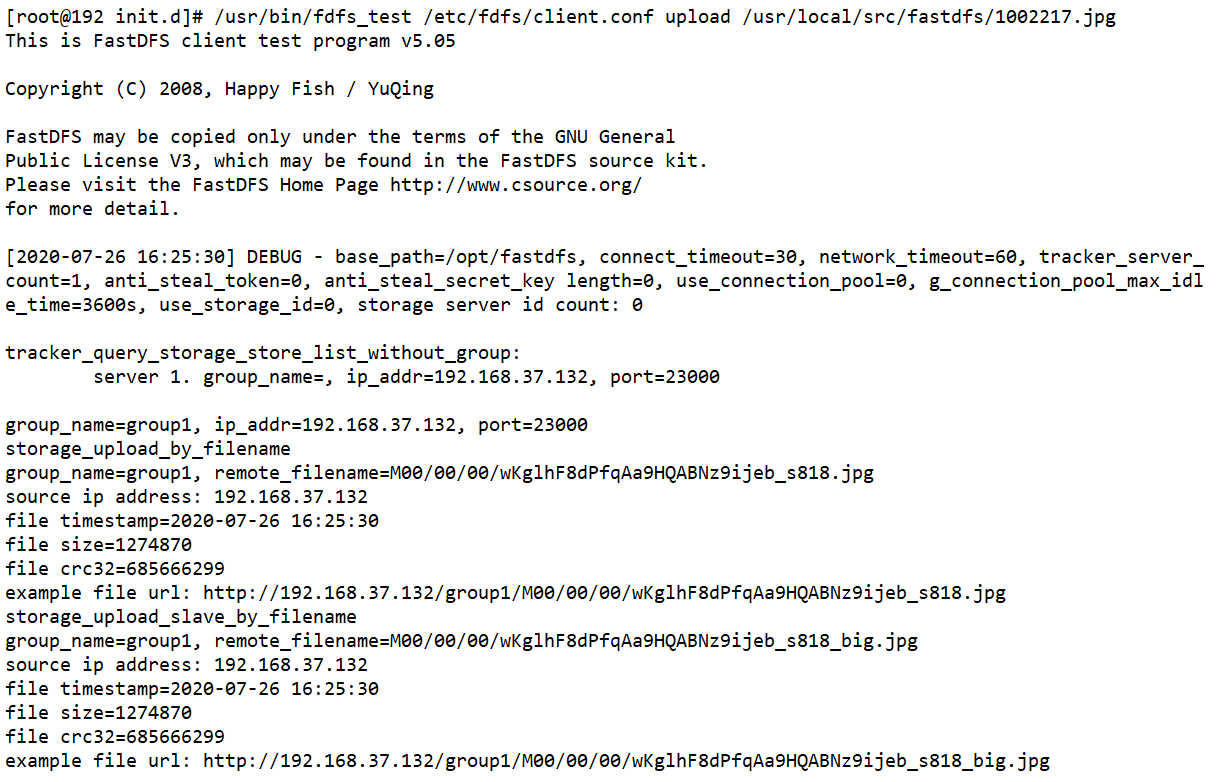 [root@192 init.d]# /usr/bin/fdfs_test /etc/fdfs/client.conf upload /usr/local/src/fastdfs/1002217.jpg
This is FastDFS client test program v5.05
Copyright (C) 2008, Happy Fish / YuQing
FastDFS may be copied only under the terms of the GNU General
Public License V3, which may be found in the FastDFS source kit.
Please visit the FastDFS Home Page http://www.csource.org/
for more detail.
[2020-07-26 16:25:30] DEBUG - base_path=/opt/fastdfs, connect_timeout=30, network_timeout=60, tracker_server_
count=1, anti_steal_token=0, anti_steal_secret_key length=0, use_connection_pool=0, g_connection_pool_max_idl
e_time=3600s, use_storage_id=0, storage server id count: 0
tracker_query_storage_store_list_without_group:
server 1. group_name=, ip_addr=192.168.37.132, port=23000
group_name=group1, ip_addr=192.168.37.132, port=23000
storage_upload_by_filename
group_name=group1, remote_filename=M00/00/00/wKglhF8dPfqAa9HQABNz9ijeb_s818.jpg
source ip address: 192.168.37.132
file timestamp=2020-07-26 16:25:30
file size=1274870
file crc32=685666299
example file url: http://192.168.37.132/group1/M00/00/00/wKglhF8dPfqAa9HQABNz9ijeb_s818.jpg
storage_upload_slave_by_filename
group_name=group1, remote_filename=M00/00/00/wKglhF8dPfqAa9HQABNz9ijeb_s818_big.jpg
source ip address: 192.168.37.132
file timestamp=2020-07-26 16:25:30
file size=1274870
file crc32=685666299
example file url: http://192.168.37.132/group1/M00/00/00/wKglhF8dPfqAa9HQABNz9ijeb_s818_big.jpg